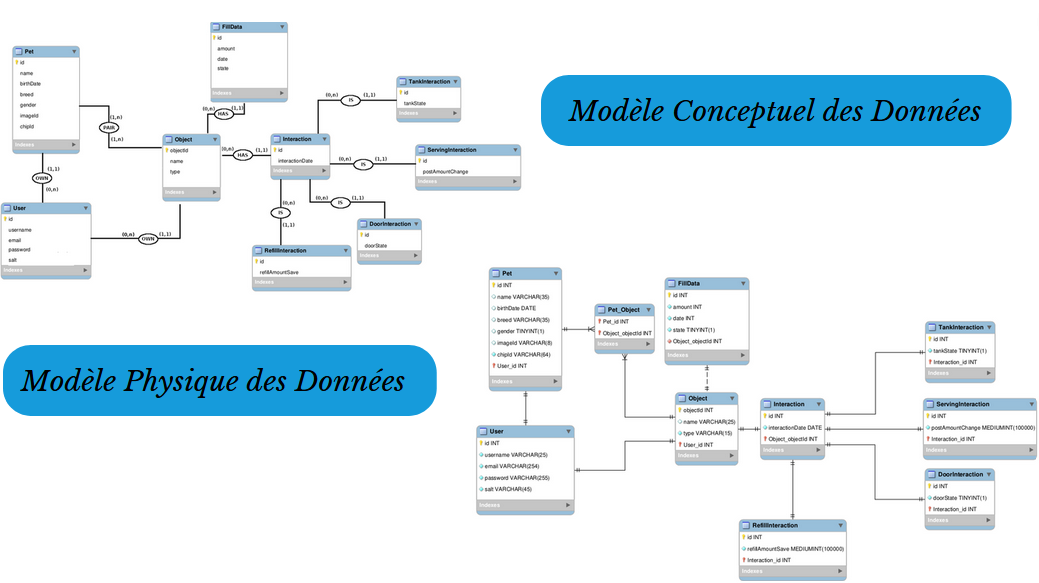 FillData
id
amount
date
state
Indexes
Pet
id
name
birthDate
breed
gender
imageId
chipId
Indexes
(1,n)
PAIR
(1,n)
(0,n)
HAS
(1,1)
Object
objectId
name
type
Indexes
(0,n)
HAS
(1,1)
Interaction
id
interactionDate
Indexes
(0,n)
IS
(1,1)
TankInteraction
id
tankState
Indexes
(0,n)
IS
(1,1)
ServingInteraction
id
postAmountChange
Indexes
(0,n)
IS
(1,1)
DoorInteraction
id
doorState
Indexes
(0,n)
IS
(1,1)
RefillInteraction
id
refillAmountSave
Indexes
(1,1)
OWN
(0,n)
User
id
username
email
password
salt
Indexes
(0,n)
OWN
(1,1)
Modèle Conceptuel des Données
Modèle Physique des Données
Pet
id INT
name VARCHAR(35)
birthDate DATE
breed VARCHAR(35)
gender TINYINT(1)
imageId VARCHAR(8)
chipId VARCHAR(64)
User_id INT
Indexes
Pet_Object
Pet_id INT
Object_objectId INT
Indexes
FillData
id INT
amount INT
date INT
state TINYINT(1)
Object_objectId INT
Indexes
User
id INT
username VARCHAR(25)
email VARCHAR(254)
password VARCHAR(255)
salt VARCHAR(45)
Indexes
Object
objectId INT
name VARCHAR(25)
type VARCHAR(15)
User_id INT
Indexes
Interaction
id INT
interactionDate DATE
Object_objectId INT
Indexes
TankInteraction
id INT
tankState TINYINT(1)
Interaction_id INT
Indexes
ServingInteraction
id INT
postAmountChange MEDIUMINT(100000)
Interaction_id INT
Indexes
DoorInteraction
id INT
doorState TINYINT(1)
Interaction_id INT
Indexes
RefillInteraction
id INT
refillAmountSave MEDIUMINT(100000)
Interaction_id INT
Indexes